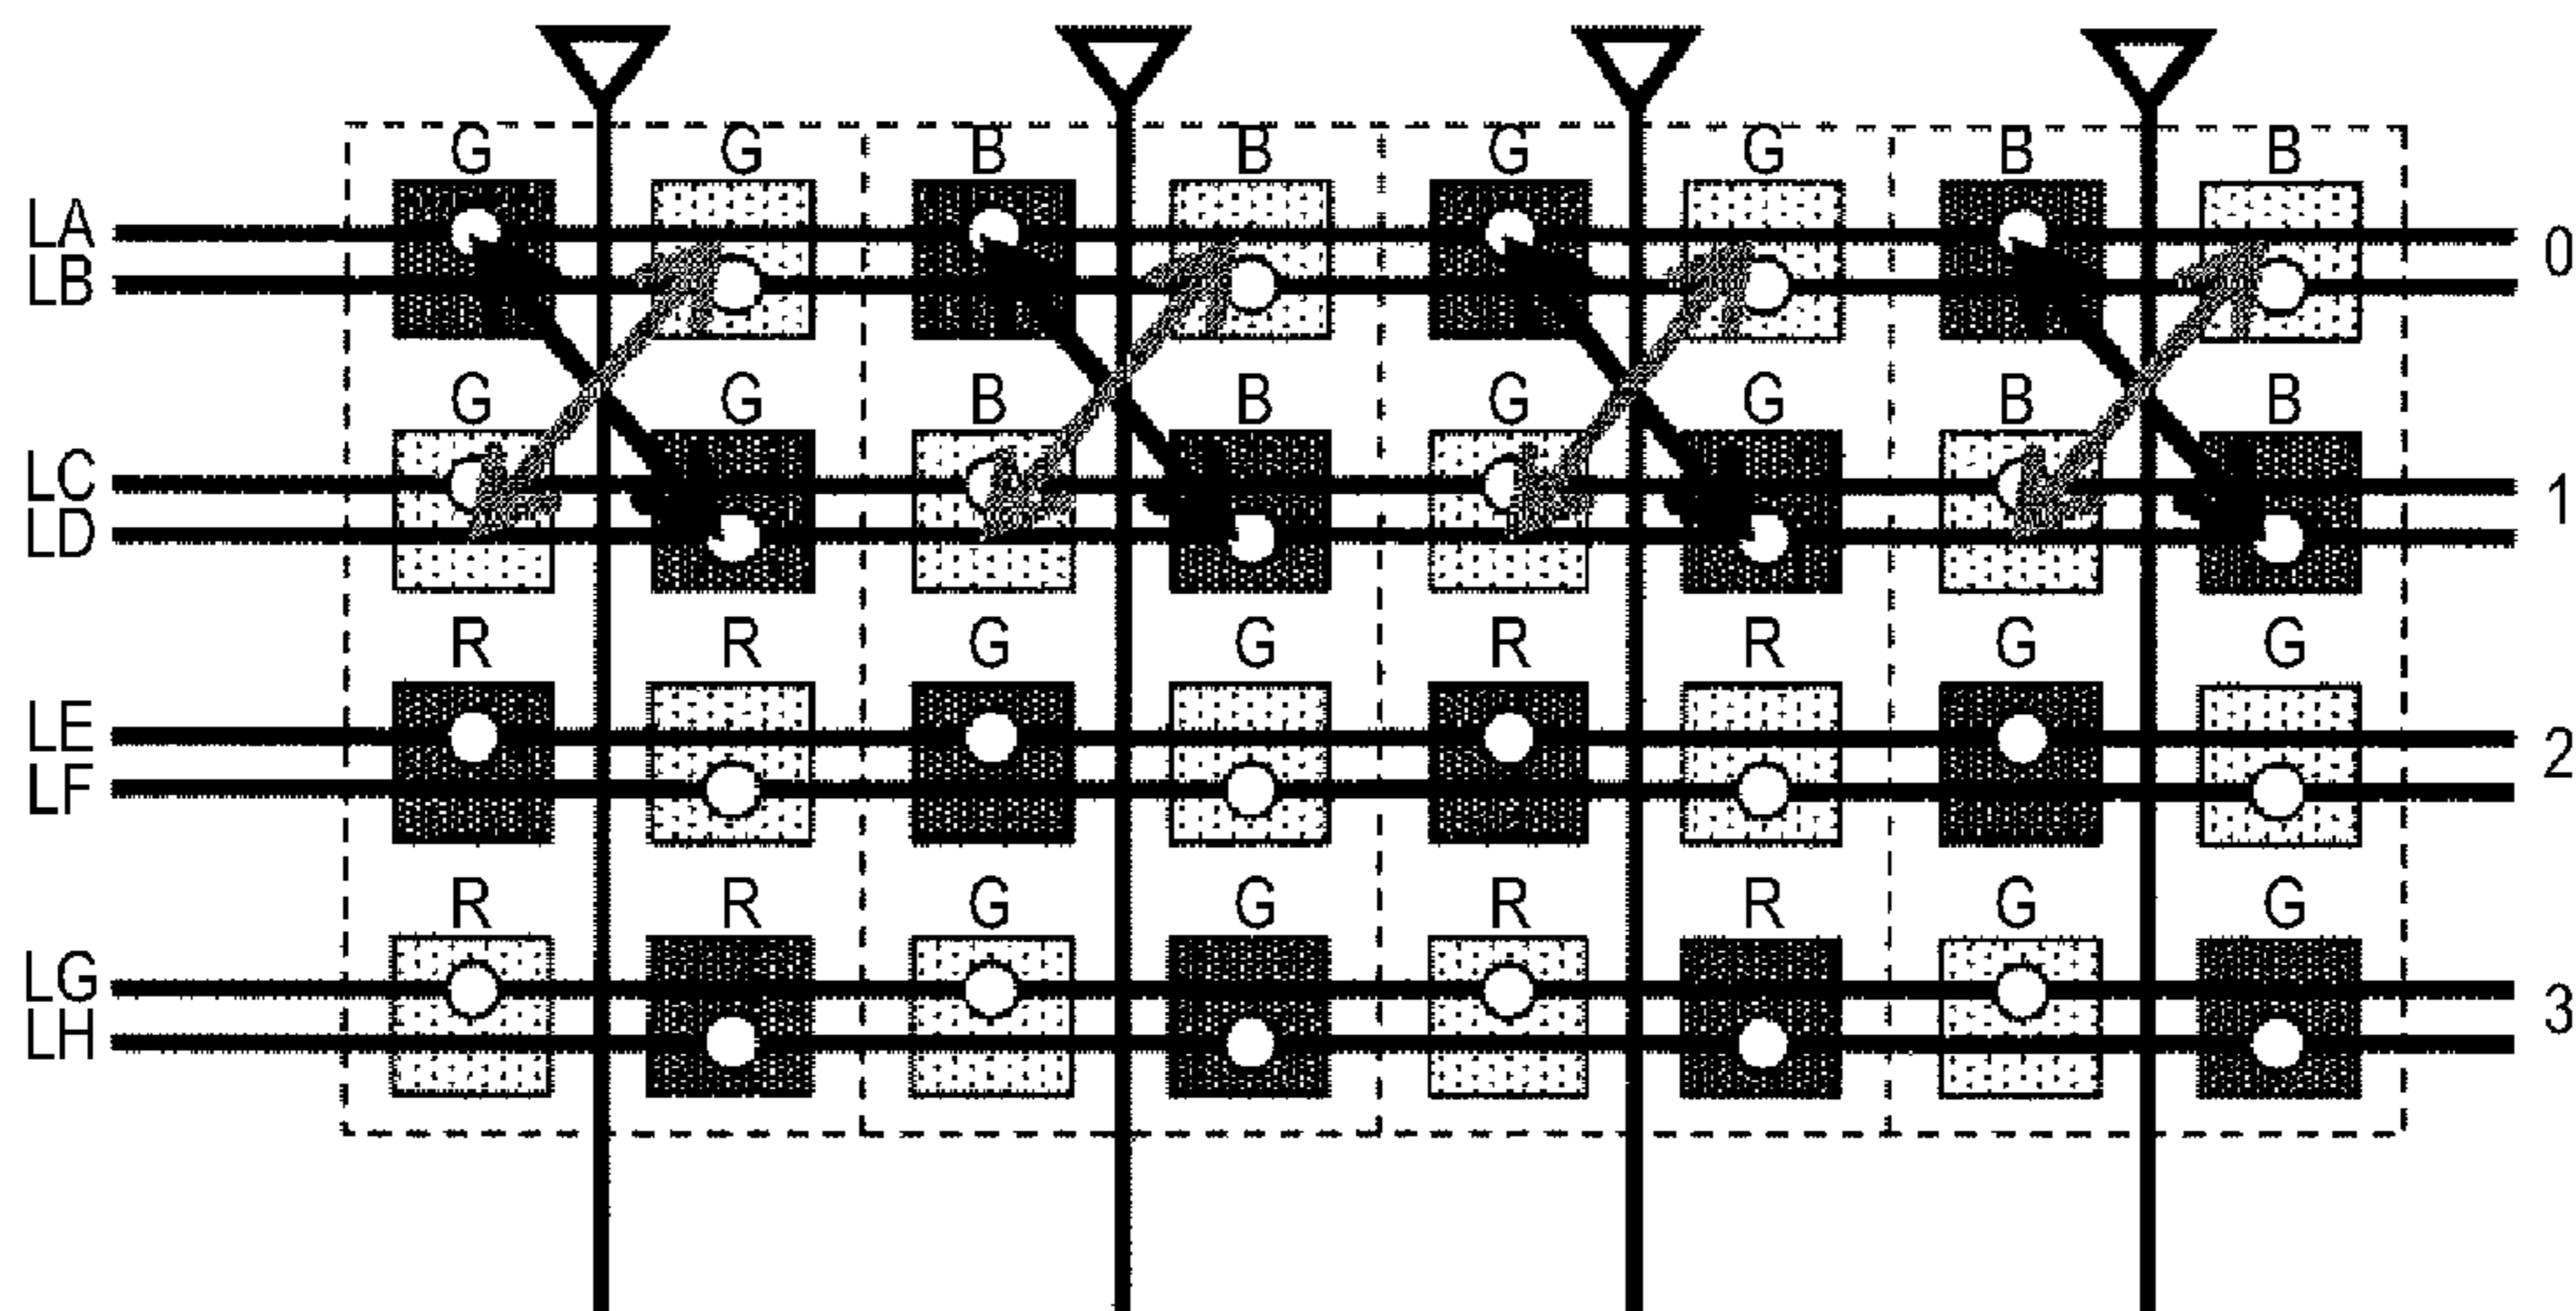 G G B B G G B B
LA
LB
0
G G B B G G B B
LC
LD
1
R R G G R R G G
LE
LF
2
R R G G R R G G
LG
LH
3